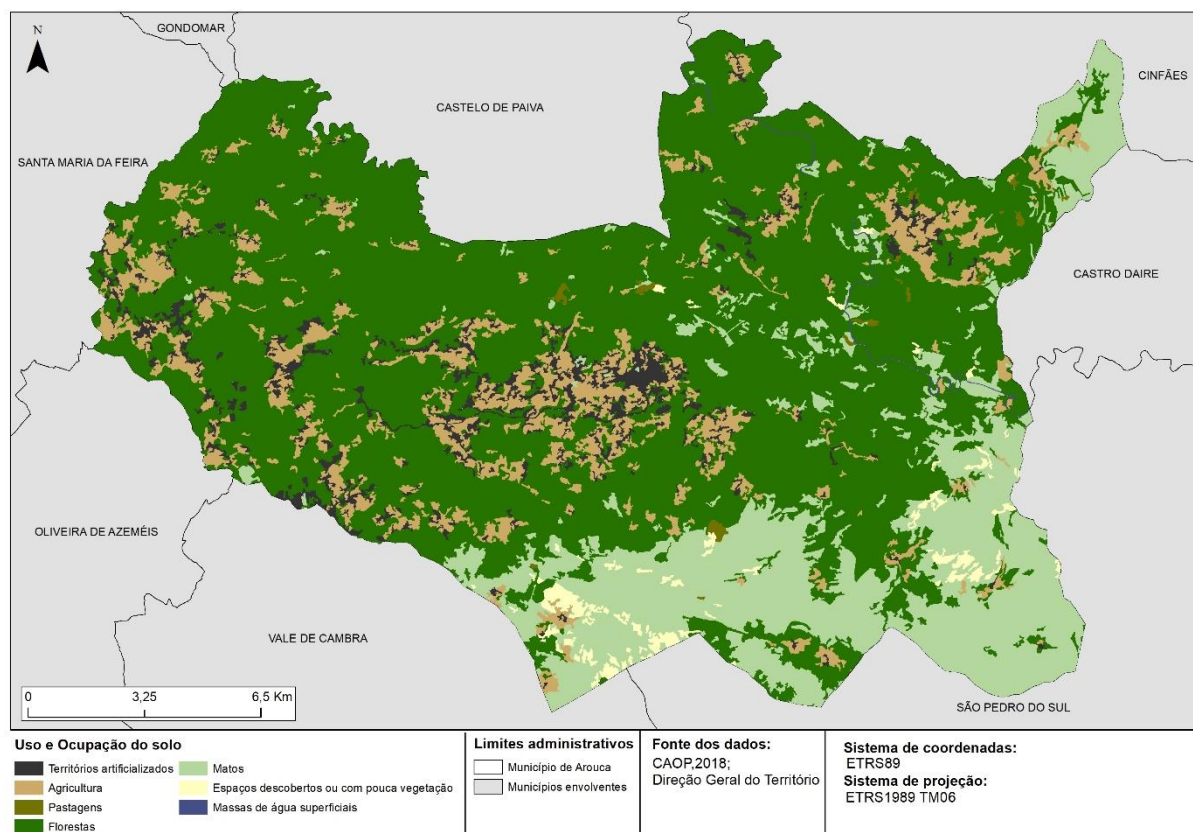 GONDOMAR
N
CINFÃES
CASTELO DE PAIVA
SANTA MARIA DA FEIRA
CASTRO DAIRE
OLIVEIRA DE AZEMÉIS
VALE DE CAMBRA
SÃO PEDRO DO SUL
0 3,25 6,5 Km
Uso e Ocupação do solo
Territórios artificializados
Agricultura
Pastagens
Florestas
Matos
Espaços descobertos ou com pouca vegetação
Massas de água superficiais
Limites administrativos
Município de Arouca
Municípios envolventes
Fonte dos dados:
CAOP,2018;
Direção Geral do Território
Sistema de coordenadas:
ETRS89
Sistema de projeção:
ETRS1989 TM06